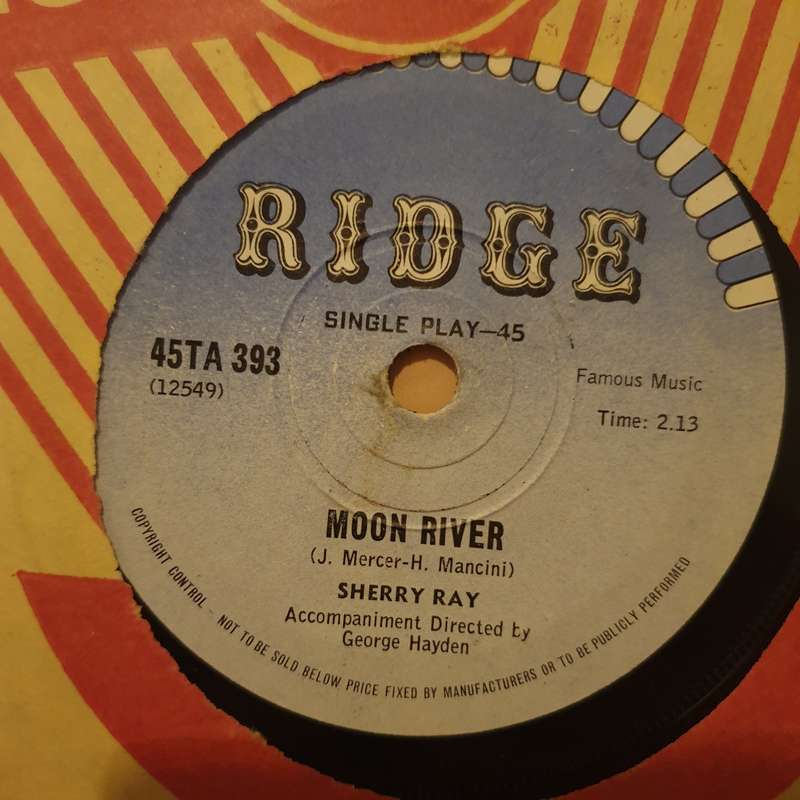 RIDGE
SINGLE PLAY—45
45TA 393
(12549)
Famous Music
Time: 2.13
MOON RIVER
(J. Mercer-H. Mancini)
SHERRY RAY
Accompaniment Directed by
George Hayden
COPYRIGHT CONTROL - NOT TO BE SOLD BELOW PRICE FIXED BY MANUFACTURERS OR TO BE PUBLICLY PERFORMED